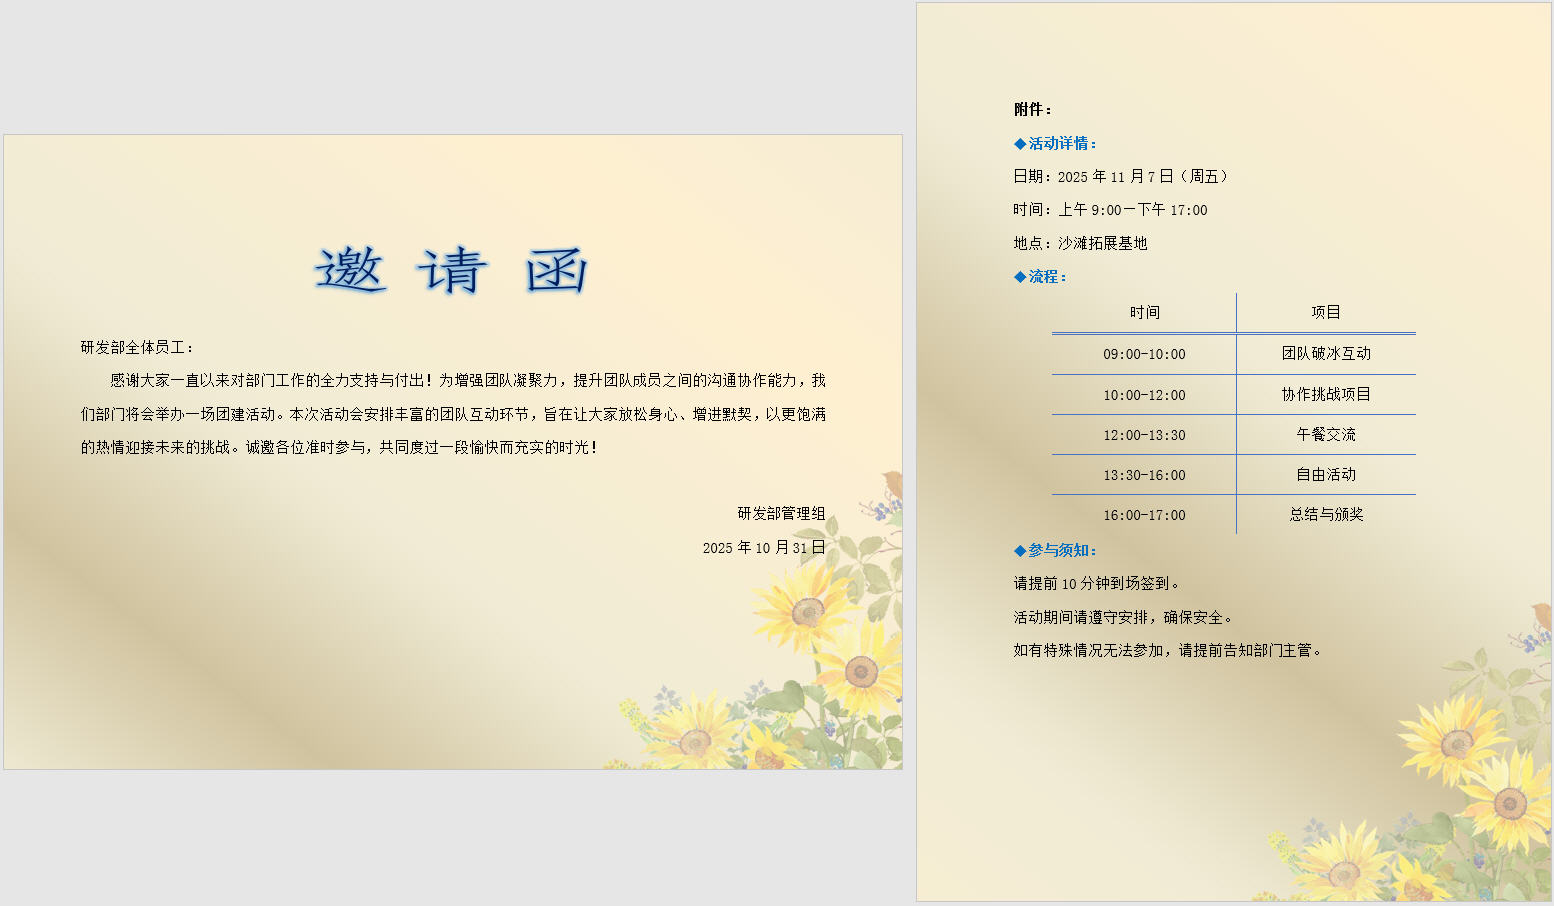 邀请函
研发部全体员工：
感谢大家一直以来对部门工作的全力支持与付出！为增强团队凝聚力，提升团队成员之间的沟通协作能力，我
们部门将会举办一场团建活动。本次活动会安排丰富的团队互动环节，旨在让大家放松身心、增进默契，以更饱满
的热情迎接未来的挑战。诚邀各位准时参与，共同度过一段愉快而充实的时光！
研发部管理组
2025 年 10 月 31 日
附件：
◆活动详情：
日期：2025 年 11 月 7 日（周五）
时间：上午 9:00—下午 17:00
地点：沙滩拓展基地
◆流程：
时间 项目
09:00-10:00 团队破冰互动
10:00-12:00 协作挑战项目
12:00-13:30 午餐交流
13:30-16:00 自由活动
16:00-17:00 总结与颁奖
◆参与须知：
请提前 10 分钟到场签到。
活动期间请遵守安排，确保安全。
如有特殊情况无法参加，请提前告知部门主管。